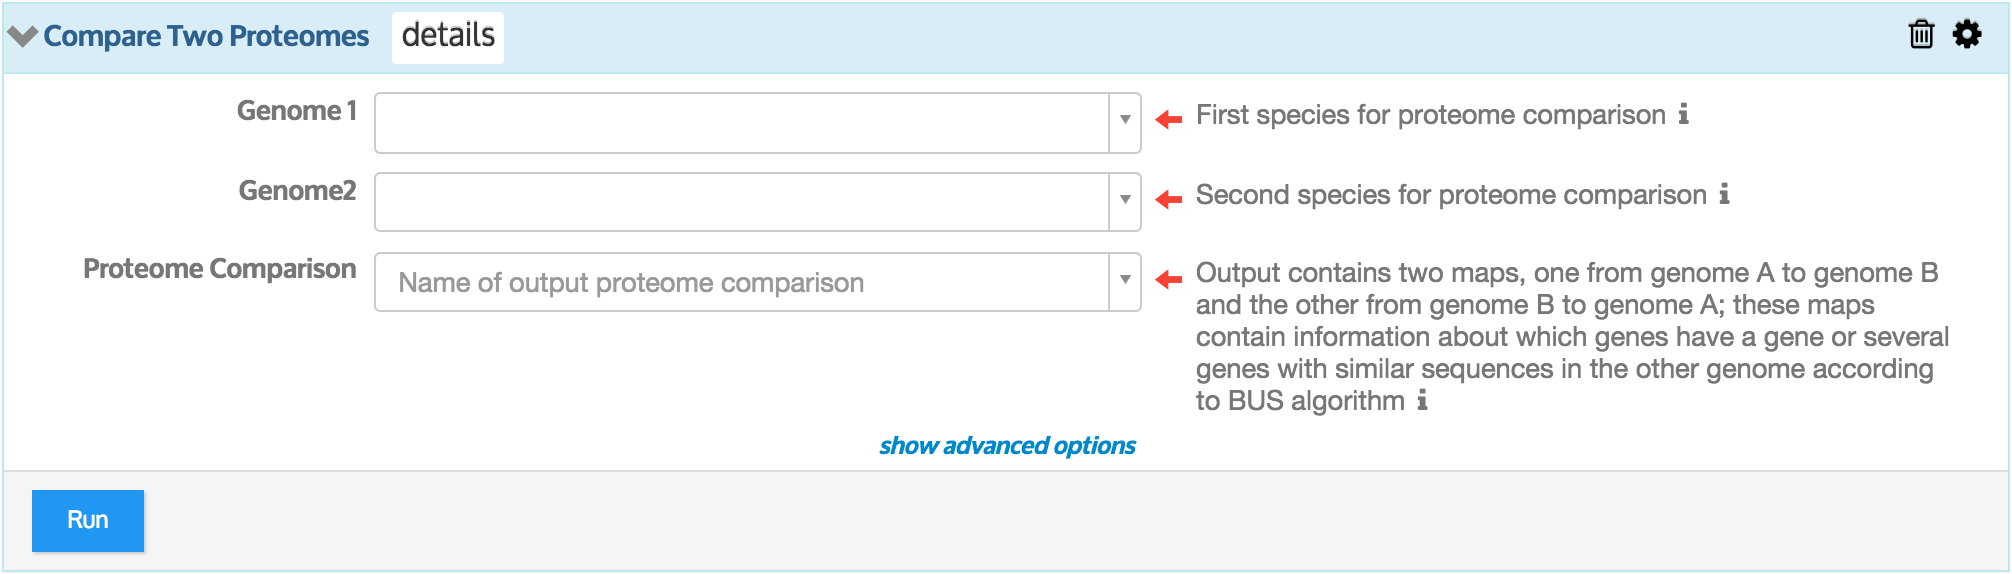 Compare Two Proteomes details
Genome 1
First species for proteome comparison
Genome2
Second species for proteome comparison
Proteome Comparison
Name of output proteome comparison
Output contains two maps, one from genome A to genome B
and the other from genome B to genome A; these maps
contain information about which genes have a gene or several
genes with similar sequences in the other genome according
to BUS algorithm
show advanced options
Run